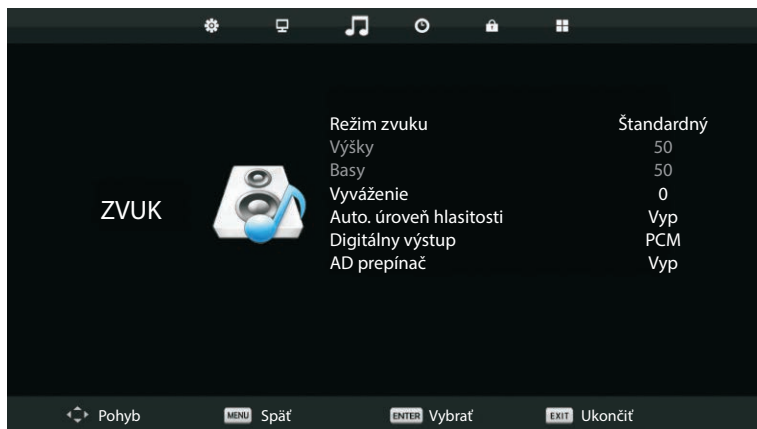 Režim zvuku Štandardný
Výšky 50
Basy 50
ZVUK
Vyváženie 0
Auto. úroveň hlasitosti Vyp
Digitálny výstup PCM
AD prepínač Vyp
Pohyb MENU Späť ENTER Vybrať EXIT Ukončiť